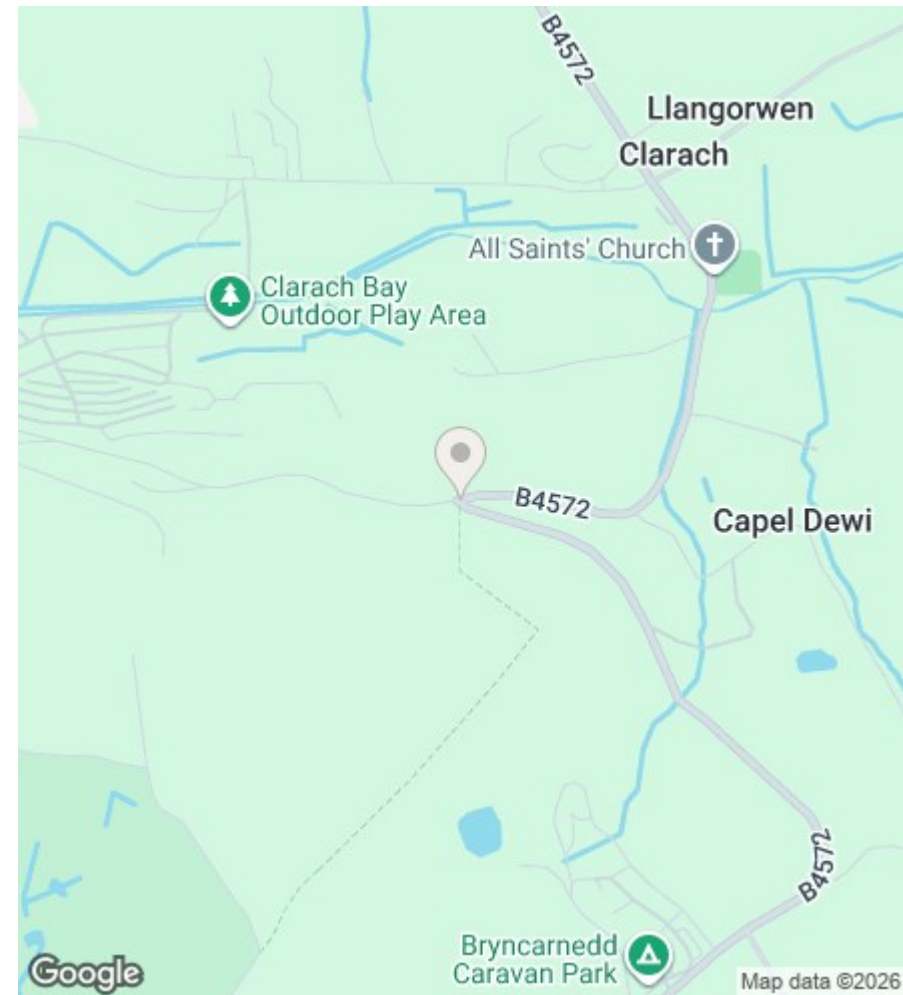 B4572
Llangorwen
Clarach
All Saints' Church
Clarach Bay
Outdoor Play Area
B4572
Capel Dewi
B4572
Bryncarnedd
Caravan Park
Google
Map data ©2026